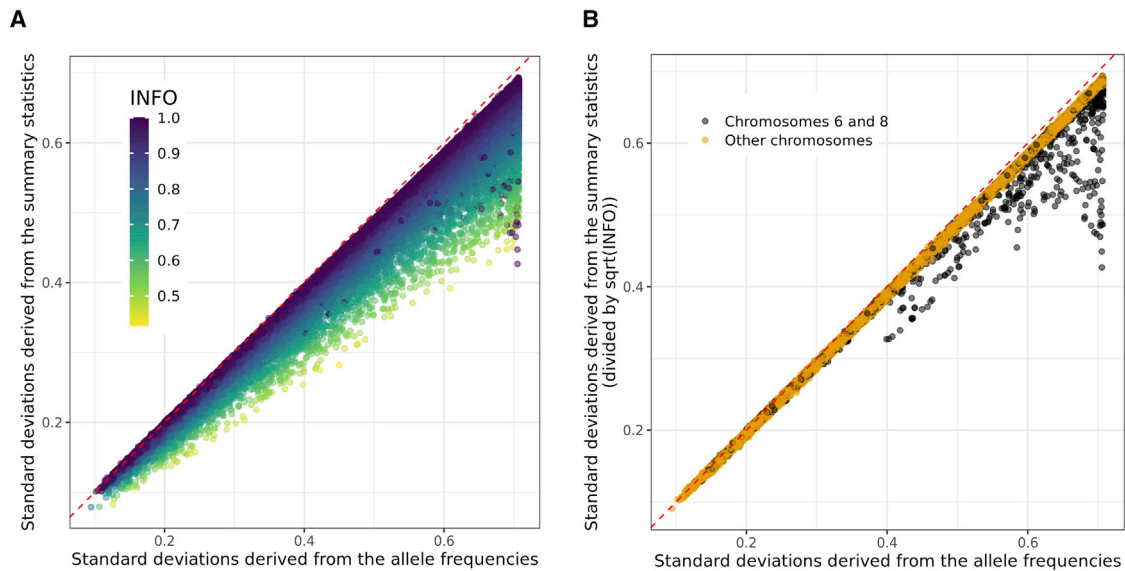 A
Standard deviations derived from the summary statistics
INFO
1.0
0.9
0.8
0.7
0.6
0.5
0.6
0.4
0.2
0.2
0.4
0.6
Standard deviations derived from the allele frequencies
B
Standard deviations derived from the summary statistics
(divided by sqrt(INFO))
Chromosomes 6 and 8
Other chromosomes
0.6
0.4
0.2
0.2
0.4
0.6
Standard deviations derived from the allele frequencies